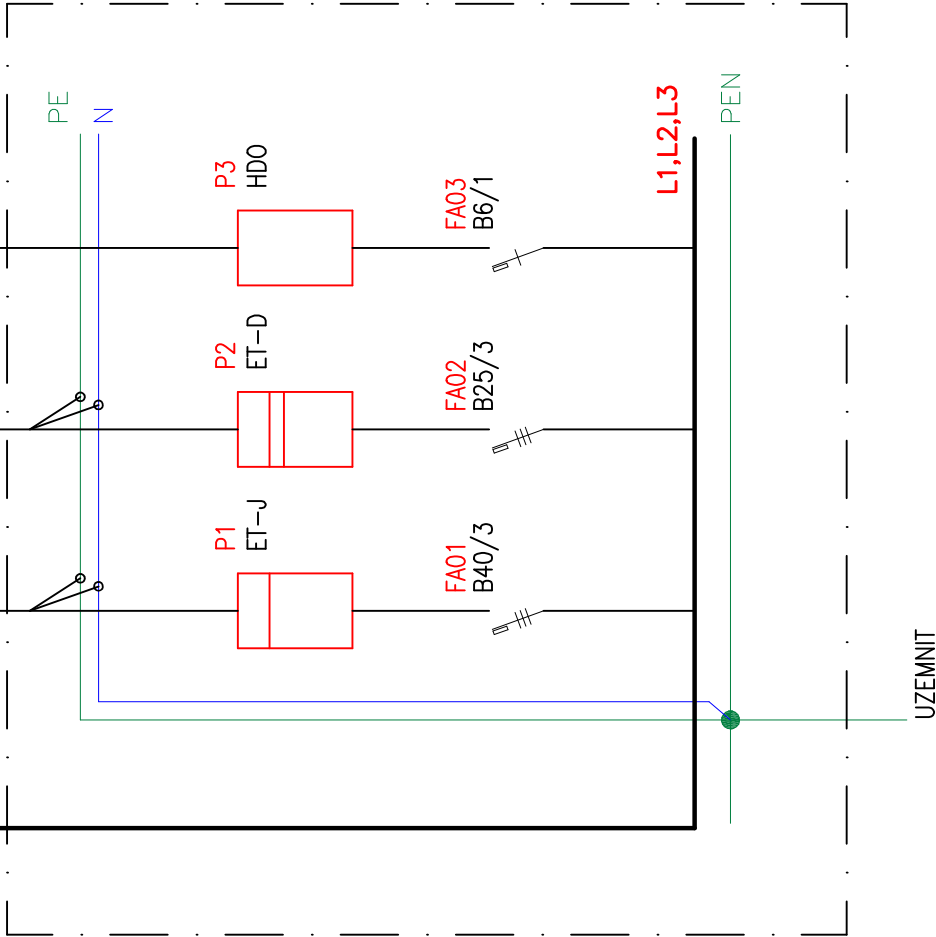 PE
N
P3
HDO
FA03
B6/1
L1,L2,L3
PEN
P2
ET-D
FA02
B25/3
P1
ET-J
FA01
B40/3
UZEMNIT